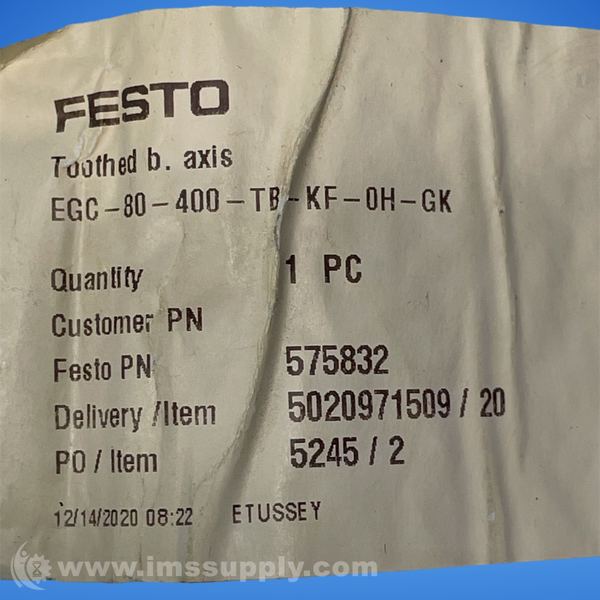 FESTO
Toothed b. axis
EGC-80-400-TB-KF-0H-GK
Quantity 1 PC
Customer PN
Festo PN 575832
Delivery /Item 5020971509 / 20
PO / Item 5245 / 2
12/14/2020 08:22 ETUSSEY
www.imssupply.com